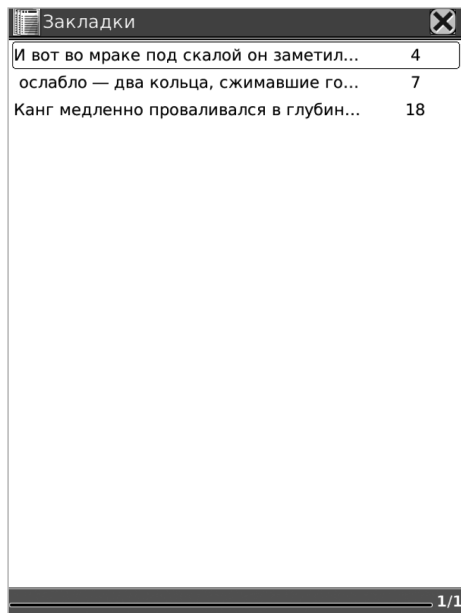 Закладки
И вот во мраке под скалой он заметил... 4
ослабло — два кольца, сжимавшие го... 7
Канг медленно проваливался в глубин... 18
1/1